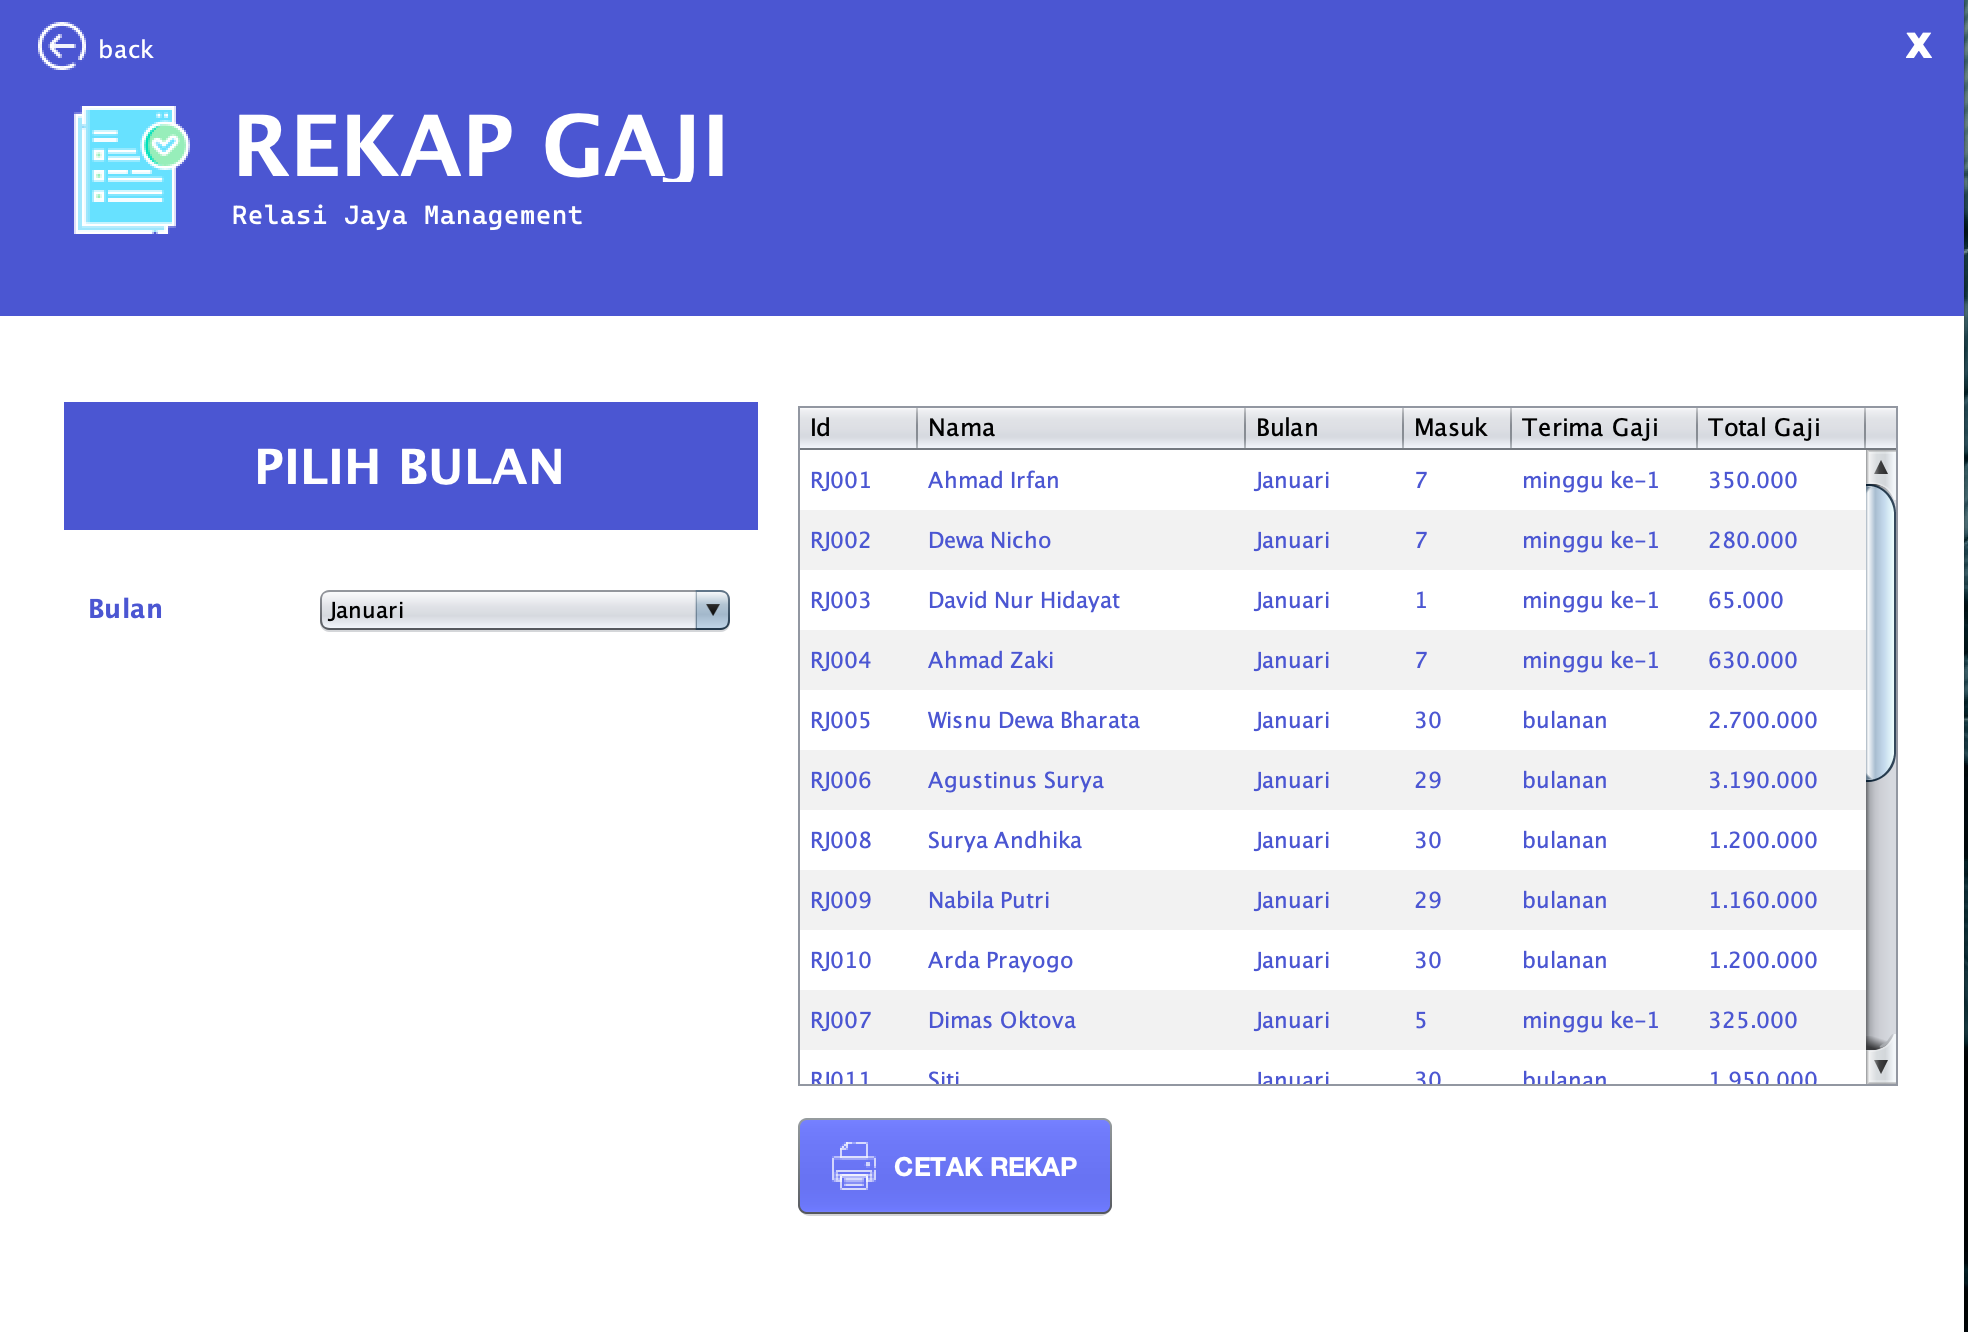 back
X
REKAP GAJI
Relasi Jaya Management
PILIH BULAN
Bulan Januari
Id Nama Bulan Masuk Terima Gaji Total Gaji
RJ001 Ahmad Irfan Januari 7 minggu ke-1 350.000
RJ002 Dewa Nicho Januari 7 minggu ke-1 280.000
RJ003 David Nur Hidayat Januari 1 minggu ke-1 65.000
RJ004 Ahmad Zaki Januari 7 minggu ke-1 630.000
RJ005 Wisnu Dewa Bharata Januari 30 bulanan 2.700.000
RJ006 Agustinus Surya Januari 29 bulanan 3.190.000
RJ008 Surya Andhika Januari 30 bulanan 1.200.000
RJ009 Nabila Putri Januari 29 bulanan 1.160.000
RJ010 Arda Prayogo Januari 30 bulanan 1.200.000
RJ007 Dimas Oktova Januari 5 minggu ke-1 325.000
RJ011 Siti Januari 30 bulanan 1.950.000
CETAK REKAP